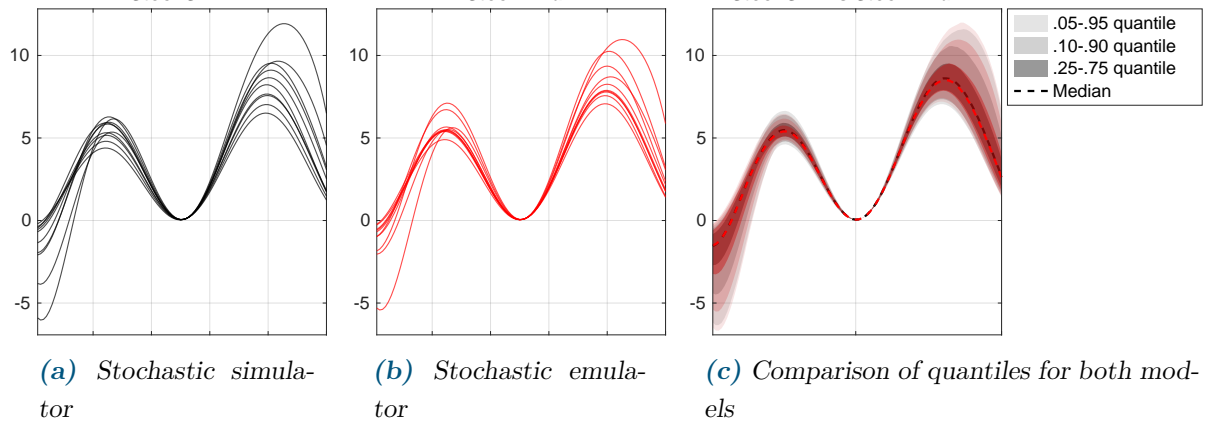 10
5
0
-5
10
5
0
-5
10
5
0
-5
.05-.95 quantile
.10-.90 quantile
.25-.75 quantile
Median
(a) Stochastic simula-
tor
(b) Stochastic emula-
tor
(c) Comparison of quantiles for both mod-
els